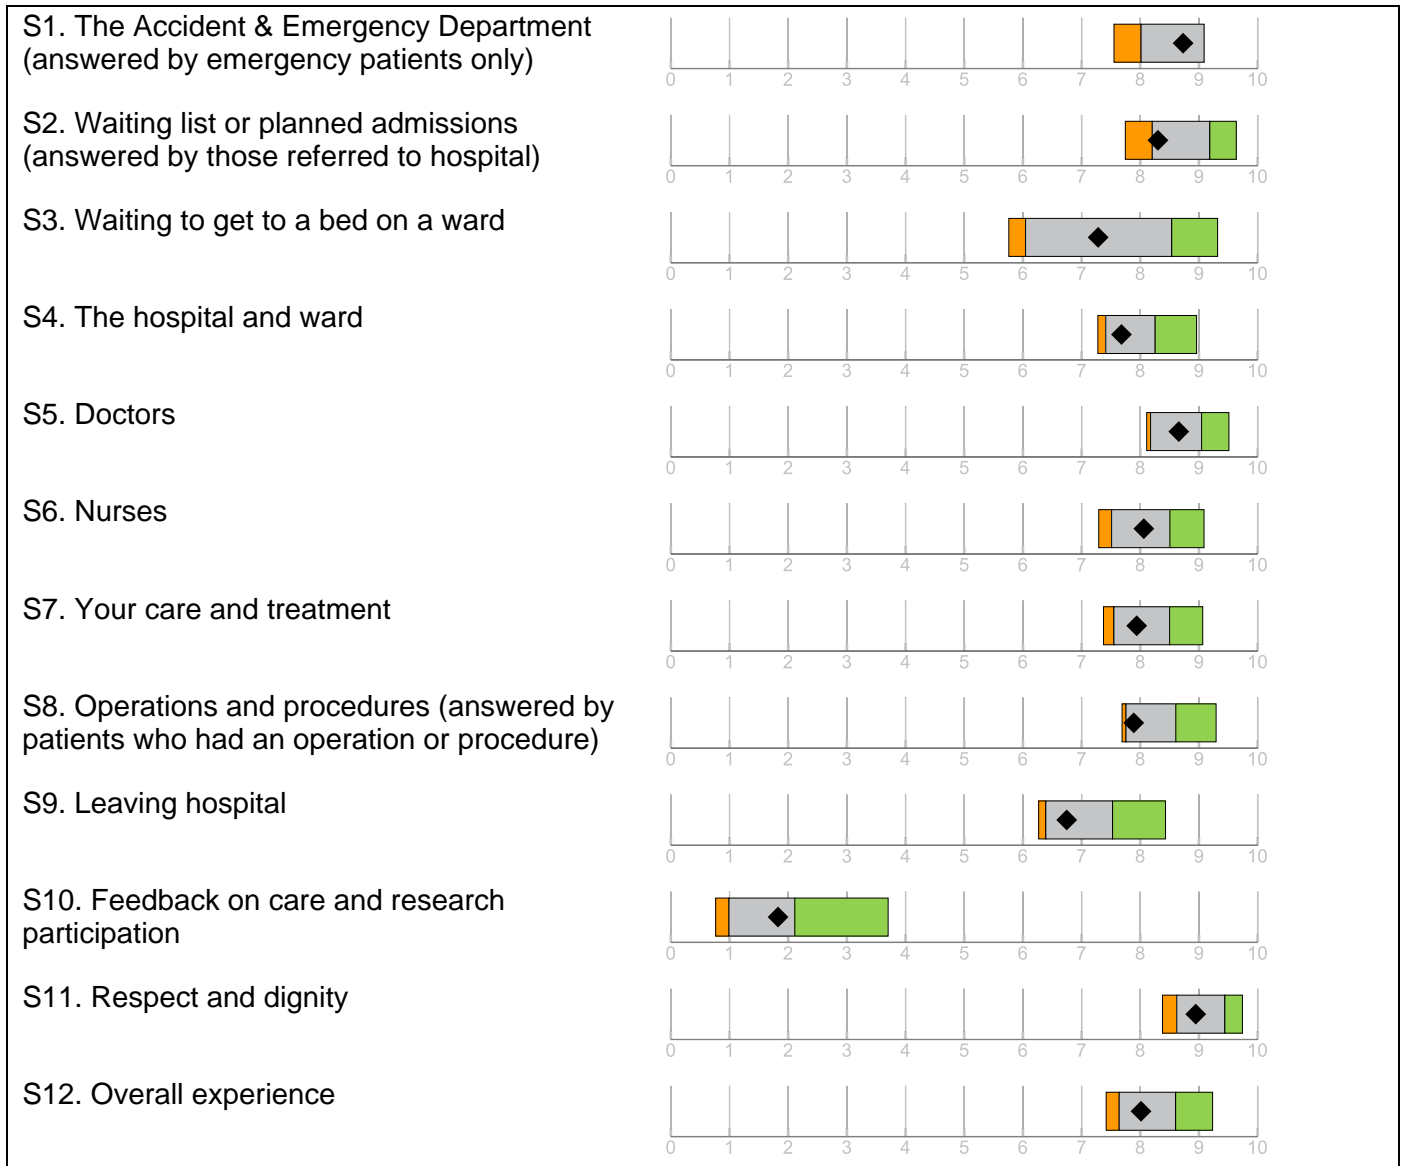 S1. The Accident & Emergency Department
(answered by emergency patients only)
0 1 2 3 4 5 6 7 8 9 10
S2. Waiting list or planned admissions
(answered by those referred to hospital)
0 1 2 3 4 5 6 7 8 9 10
S3. Waiting to get to a bed on a ward
0 1 2 3 4 5 6 7 8 9 10
S4. The hospital and ward
0 1 2 3 4 5 6 7 8 9 10
S5. Doctors
0 1 2 3 4 5 6 7 8 9 10
S6. Nurses
0 1 2 3 4 5 6 7 8 9 10
S7. Your care and treatment
0 1 2 3 4 5 6 7 8 9 10
S8. Operations and procedures (answered by
patients who had an operation or procedure)
0 1 2 3 4 5 6 7 8 9 10
S9. Leaving hospital
0 1 2 3 4 5 6 7 8 9 10
S10. Feedback on care and research
participation
0 1 2 3 4 5 6 7 8 9 10
S11. Respect and dignity
0 1 2 3 4 5 6 7 8 9 10
S12. Overall experience
0 1 2 3 4 5 6 7 8 9 10